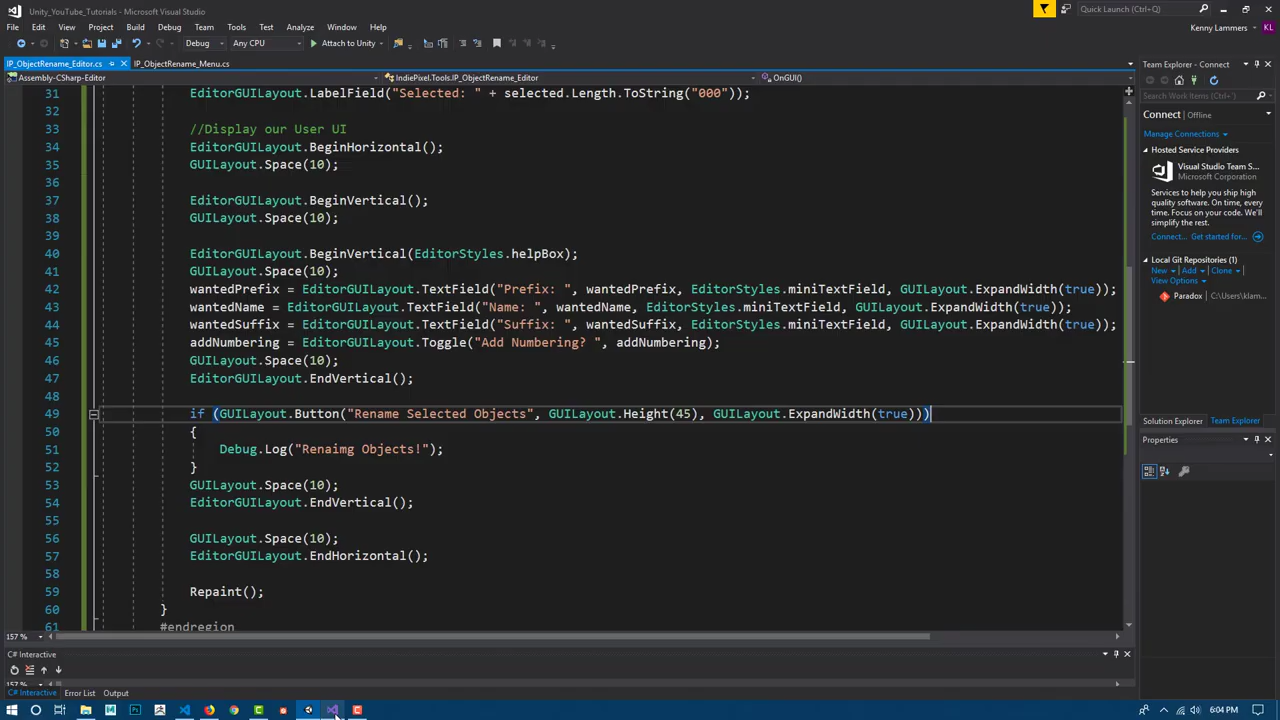 Unity_YouTube_Tutorials - Microsoft Visual Studio
Quick Launch (Ctrl+Q)
File Edit View Project Build Debug Team Tools Test Analyze Window Help
Kenny Lammers KL
Debug Any CPU Attach to Unity
IP_ObjectRename_Editor.cs IP_ObjectRename_Menu.cs
Assembly-CSharp-Editor IndiePixel.Tools.IP_ObjectRename_Editor OnGUI()
31 EditorGUILayout.LabelField("Selected: " + selected.Length.ToString("000"));
32
33 //Display our User UI
34 EditorGUILayout.BeginHorizontal();
35 GUILayout.Space(10);
36
37 EditorGUILayout.BeginVertical();
38 GUILayout.Space(10);
39
40 EditorGUILayout.BeginVertical(EditorStyles.helpBox);
41 GUILayout.Space(10);
42 wantedPrefix = EditorGUILayout.TextField("Prefix: ", wantedPrefix, EditorStyles.miniTextField, GUILayout.ExpandWidth(true));
43 wantedName = EditorGUILayout.TextField("Name: ", wantedName, EditorStyles.miniTextField, GUILayout.ExpandWidth(true));
44 wantedSuffix = EditorGUILayout.TextField("Suffix: ", wantedSuffix, EditorStyles.miniTextField, GUILayout.ExpandWidth(true));
45 addNumbering = EditorGUILayout.Toggle("Add Numbering? ", addNumbering);
46 GUILayout.Space(10);
47 EditorGUILayout.EndVertical();
48
49 if (GUILayout.Button("Rename Selected Objects", GUILayout.Height(45), GUILayout.ExpandWidth(true)))
50 {
51 Debug.Log("Renaimg Objects!");
52 }
53 GUILayout.Space(10);
54 EditorGUILayout.EndVertical();
55
56 GUILayout.Space(10);
57 EditorGUILayout.EndHorizontal();
58
59 Repaint();
60 }
61 #endregion
157 %
C# Interactive
157 %
C# Interactive Error List Output
Team Explorer - Connect
Search Work Items (Ctrl+')
Connect | Offline
Manage Connections
Hosted Service Providers
Visual Studio Team S...
Microsoft Corporation
Services to help you ship high
quality software. On time, every
time. Focus on your code. We'll
simplify the rest.
Connect... Get started for...
Local Git Repositories (1)
New Add Clone
View Options
Paradox C:\Users\klam...
Solution Explorer Team Explorer
Properties
6:04 PM